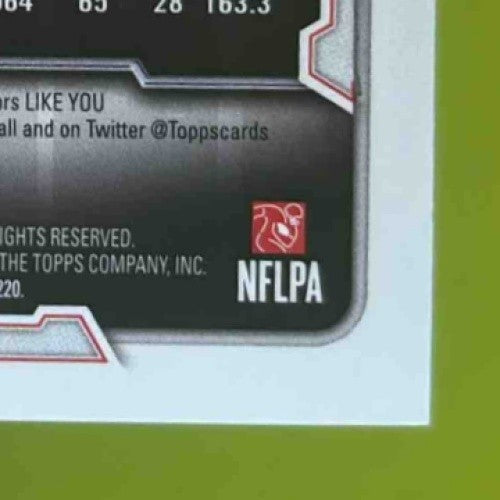 064 65 28 163.3
ors LIKE YOU
all and on Twitter @Toppscards
IGHTS RESERVED.
THE TOPPS COMPANY, INC.
220.
NFLPA